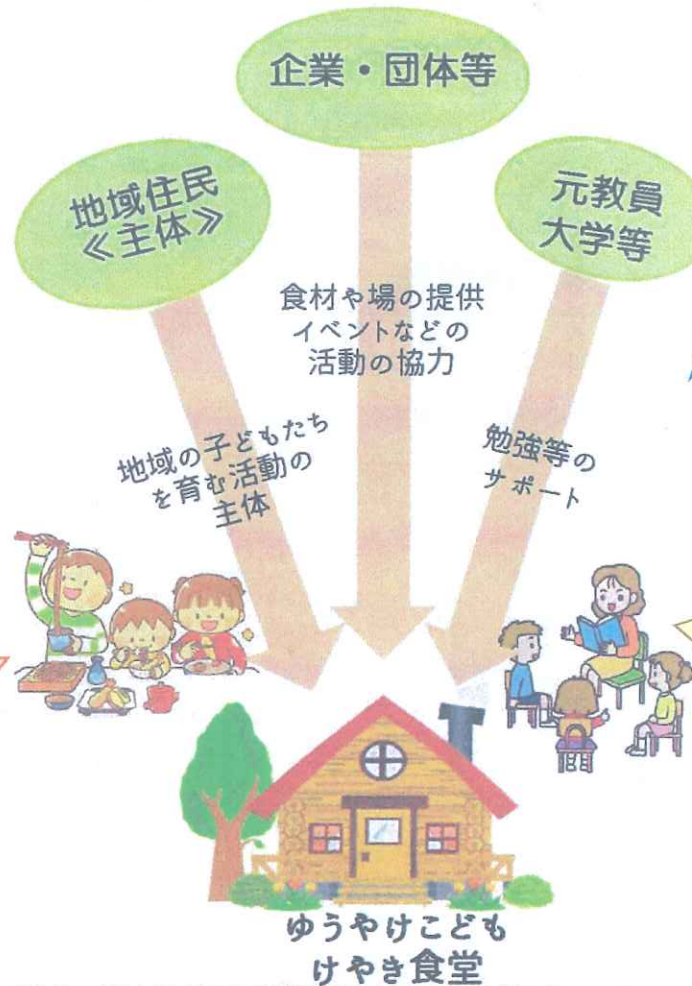 企業・団体等
地域住民
≪主体≫
元教員
大学等
食材や場の提供
イベントなどの
活動の協力
地域の子どもたち
を育む活動の
主体
勉強等の
サポート
ゆうやけこども
けやき食堂